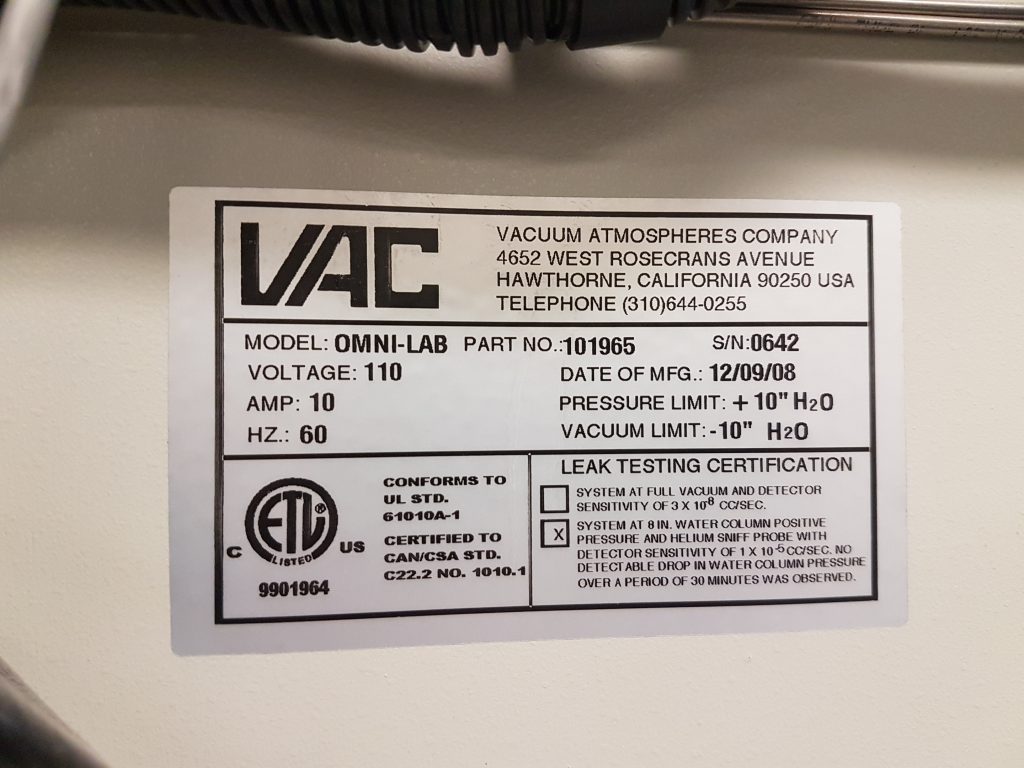 VAC
VACUUM ATMOSPHERES COMPANY
4652 WEST ROSECRANS AVENUE
HAWTHORNE, CALIFORNIA 90250 USA
TELEPHONE (310)644-0255
MODEL: OMNI-LAB PART NO.:101965 S/N:0642
VOLTAGE: 110 DATE OF MFG.: 12/09/08
AMP: 10 PRESSURE LIMIT: + 10" H2O
HZ.: 60 VACUUM LIMIT: -10" H2O
ETL®
LISTED
C US
9901964
CONFORMS TO
UL STD.
61010A-1
CERTIFIED TO
CAN/CSA STD.
C22.2 NO. 1010.1
LEAK TESTING CERTIFICATION
SYSTEM AT FULL VACUUM AND DETECTOR
SENSITIVITY OF 3 X 10-8 CC/SEC.
X SYSTEM AT 8 IN. WATER COLUMN POSITIVE
PRESSURE AND HELIUM SNIFF PROBE WITH
DETECTOR SENSITIVITY OF 1 X 10-5 CC/SEC. NO
DETECTABLE DROP IN WATER COLUMN PRESSURE
OVER A PERIOD OF 30 MINUTES WAS OBSERVED.